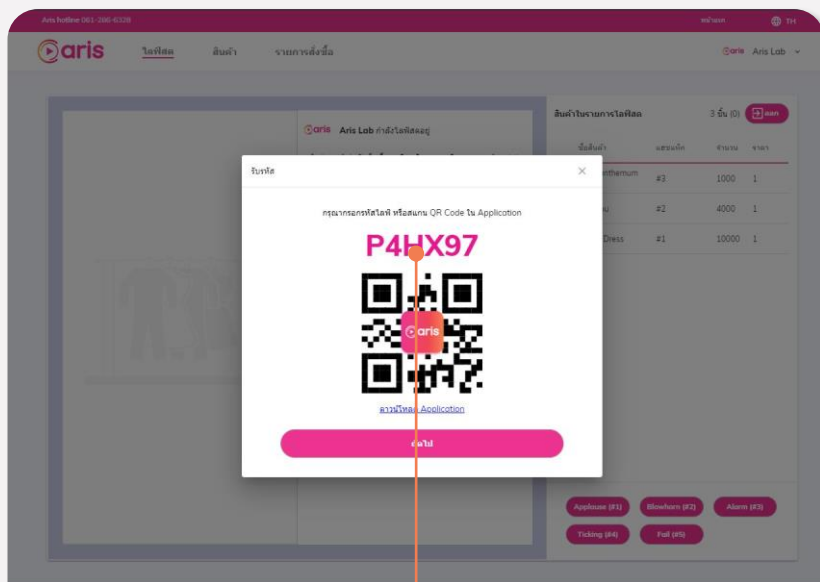 Aris hotline 061-286-6328
หน้าแรก
TH
aris
ไลฟ์สด
สินค้า
รายการสั่งซื้อ
aris Aris Lab
aris Aris Lab กำลังไลฟ์สดอยู่
สินค้าในรายการไลฟ์สด
3 ชิ้น (0)
ออก
ชื่อสินค้า แฮชแท็ก จำนวน ราคา
#3 1000 1
#2 4000 1
Dress #1 10000 1
รับรหัส
กรุณากรอกรหัสไลฟ์ หรือสแกน QR Code ใน Application
P4HX97
aris
ดาวน์โหลด Application
ถัดไป
Applause (#1) Blowhorn (#2) Alarm (#3)
Ticking (#4) Fail (#5)